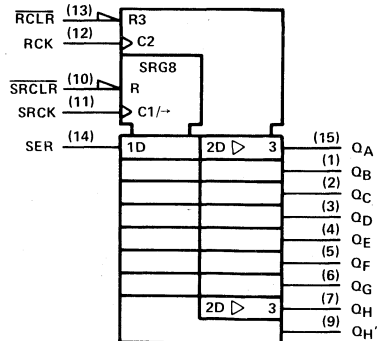 RCLR (13) R3
RCK (12) C2
SRG8
SRCLR (10) R
SRCK (11) C1/→
SER (14) 1D 2D ▷ 3 (15) QA
(1) QB
(2) QC
(3) QD
(4) QE
(5) QF
(6) QG
2D ▷ 3 (7) QH
(9) QH'